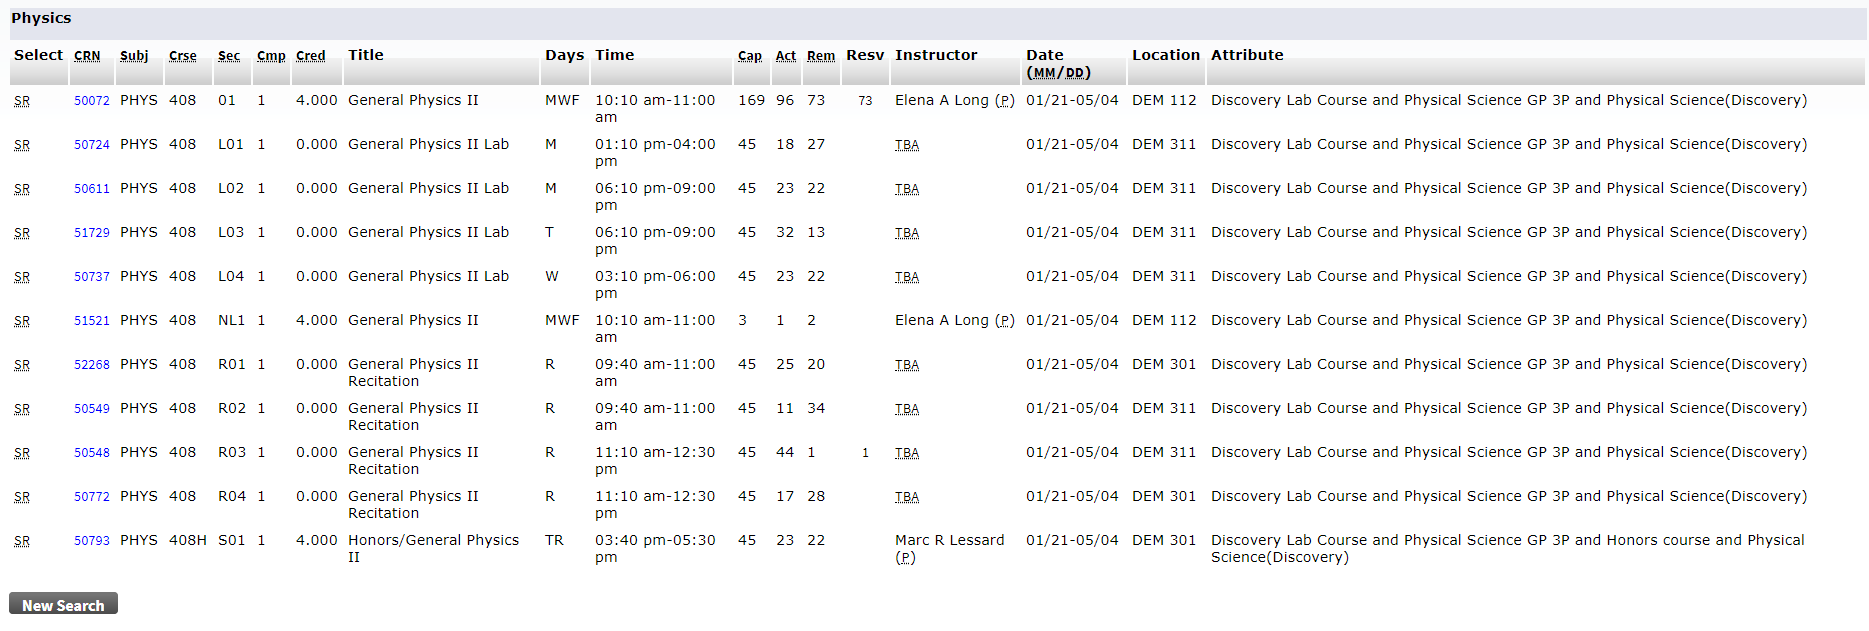 Physics
Select CRN Subj Crse Sec Cmp Cred Title Days Time Cap Act Rem Resv Instructor Date Location Attribute
(MM/DD)
SR 50072 PHYS 408 01 1 4.000 General Physics II MWF 10:10 am-11:00 169 96 73 73 Elena A Long (P) 01/21-05/04 DEM 112 Discovery Lab Course and Physical Science GP 3P and Physical Science(Discovery)
am
SR 50724 PHYS 408 L01 1 0.000 General Physics II Lab M 01:10 pm-04:00 45 18 27 TBA 01/21-05/04 DEM 311 Discovery Lab Course and Physical Science GP 3P and Physical Science(Discovery)
pm
SR 50611 PHYS 408 L02 1 0.000 General Physics II Lab M 06:10 pm-09:00 45 23 22 TBA 01/21-05/04 DEM 311 Discovery Lab Course and Physical Science GP 3P and Physical Science(Discovery)
pm
SR 51729 PHYS 408 L03 1 0.000 General Physics II Lab T 06:10 pm-09:00 45 32 13 TBA 01/21-05/04 DEM 311 Discovery Lab Course and Physical Science GP 3P and Physical Science(Discovery)
pm
SR 50737 PHYS 408 L04 1 0.000 General Physics II Lab W 03:10 pm-06:00 45 23 22 TBA 01/21-05/04 DEM 311 Discovery Lab Course and Physical Science GP 3P and Physical Science(Discovery)
pm
SR 51521 PHYS 408 NL1 1 4.000 General Physics II MWF 10:10 am-11:00 3 1 2 Elena A Long (P) 01/21-05/04 DEM 112 Discovery Lab Course and Physical Science GP 3P and Physical Science(Discovery)
am
SR 52268 PHYS 408 R01 1 0.000 General Physics II R 09:40 am-11:00 45 25 20 TBA 01/21-05/04 DEM 301 Discovery Lab Course and Physical Science GP 3P and Physical Science(Discovery)
Recitation am
SR 50549 PHYS 408 R02 1 0.000 General Physics II R 09:40 am-11:00 45 11 34 TBA 01/21-05/04 DEM 311 Discovery Lab Course and Physical Science GP 3P and Physical Science(Discovery)
Recitation am
SR 50548 PHYS 408 R03 1 0.000 General Physics II R 11:10 am-12:30 45 44 1 1 TBA 01/21-05/04 DEM 311 Discovery Lab Course and Physical Science GP 3P and Physical Science(Discovery)
Recitation pm
SR 50772 PHYS 408 R04 1 0.000 General Physics II R 11:10 am-12:30 45 17 28 TBA 01/21-05/04 DEM 301 Discovery Lab Course and Physical Science GP 3P and Physical Science(Discovery)
Recitation pm
SR 50793 PHYS 408H S01 1 4.000 Honors/General Physics TR 03:40 pm-05:30 45 23 22 Marc R Lessard 01/21-05/04 DEM 301 Discovery Lab Course and Physical Science GP 3P and Honors course and Physical
II pm (P) Science(Discovery)
New Search